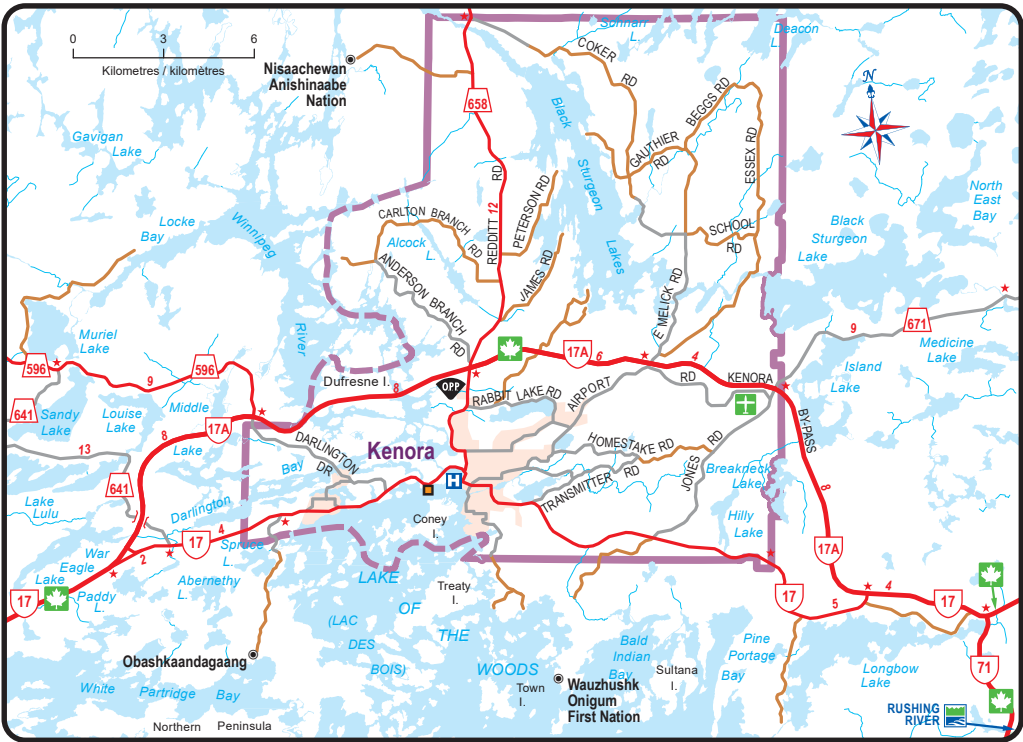 0 3 6
Kilometres / kilomètres
Nisaachewan
Anishinaabe
Nation
658
COKER
RD
Schnarr
L.
Deacon
L.
N
Gavigan
Lake
Black
Sturgeon
Lakes
GAUTHIER
RD
BEGGS RD
ESSEX RD
SCHOOL
RD
North
East
Bay
Black
Sturgeon
Lake
Locke
Bay
Winnipeg
River
CARLTON BRANCH
RD
Alcock
L.
REDDITT 12
RD
PETERSON RD
JAMES RD
ANDERSON BRANCH
RD
E MELICK RD
Muriel
Lake
596
9
596
641
Sandy
Lake
Louise
Lake
Middle
Lake
17A
8
13
641
Dufresne I.
8
OPP
17A
6
4
RABBIT LAKE RD
AIRPORT
RD
KENORA
BY-PASS
8
17A
9
671
Medicine
Lake
Island
Lake
DARLINGTON
DR
Bay
Darlington
Kenora
H
HOMESTAKE RD
TRANSMITTER
RD
JONES
RD
Breakneck
Lake
Hilly
Lake
Lake
Lulu
War
Eagle
Lake
Paddy
L.
17
2
17
4
Spruce
L.
Abernethy
L.
Coney
I.
LAKE
OF
THE
WOODS
(LAC
DES
BOIS)
Treaty
I.
17
5
4
17
71
Obashkaandagaang
White Partridge Bay
Northern Peninsula
Town
I.
Wauzhushk
Onigum
First Nation
Bald
Indian
Bay
Sultana
I.
Pine
Portage
Bay
Longbow
Lake
RUSHING
RIVER